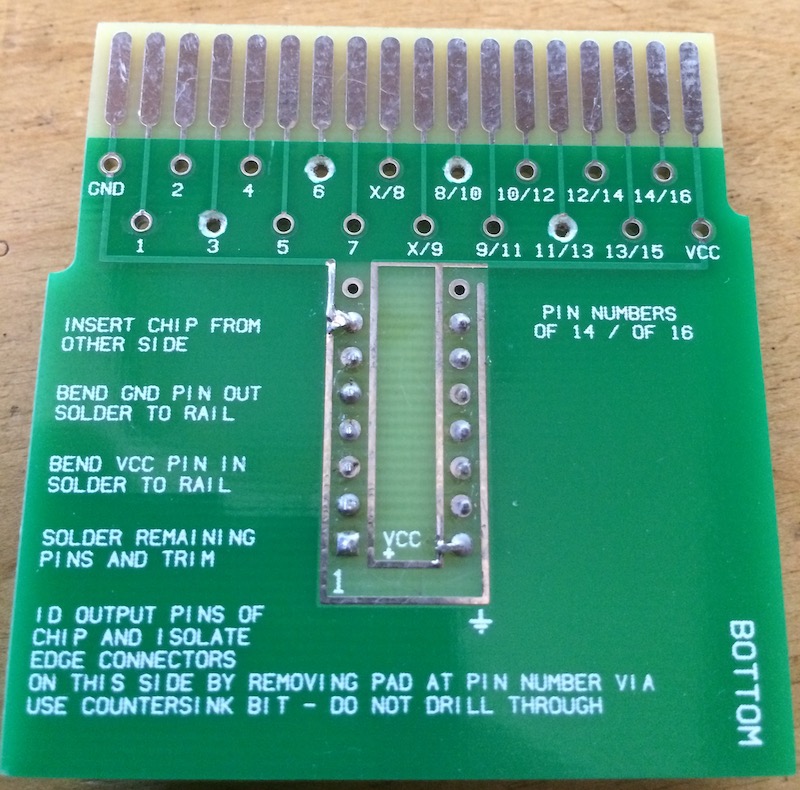 GND 2 4 6 X/8 8/10 10/12 12/14 14/16
1 3 5 7 X/9 9/11 11/13 13/15 VCC
PIN NUMBERS
OF 14 / OF 16
INSERT CHIP FROM
OTHER SIDE
BEND GND PIN OUT
SOLDER TO RAIL
BEND VCC PIN IN
SOLDER TO RAIL
SOLDER REMAINING
PINS AND TRIM
VCC
+
1
ID OUTPUT PINS OF
CHIP AND ISOLATE
EDGE CONNECTORS
ON THIS SIDE BY REMOVING PAD AT PIN NUMBER VIA
USE COUNTERSINK BIT - DO NOT DRILL THROUGH
BOTTOM